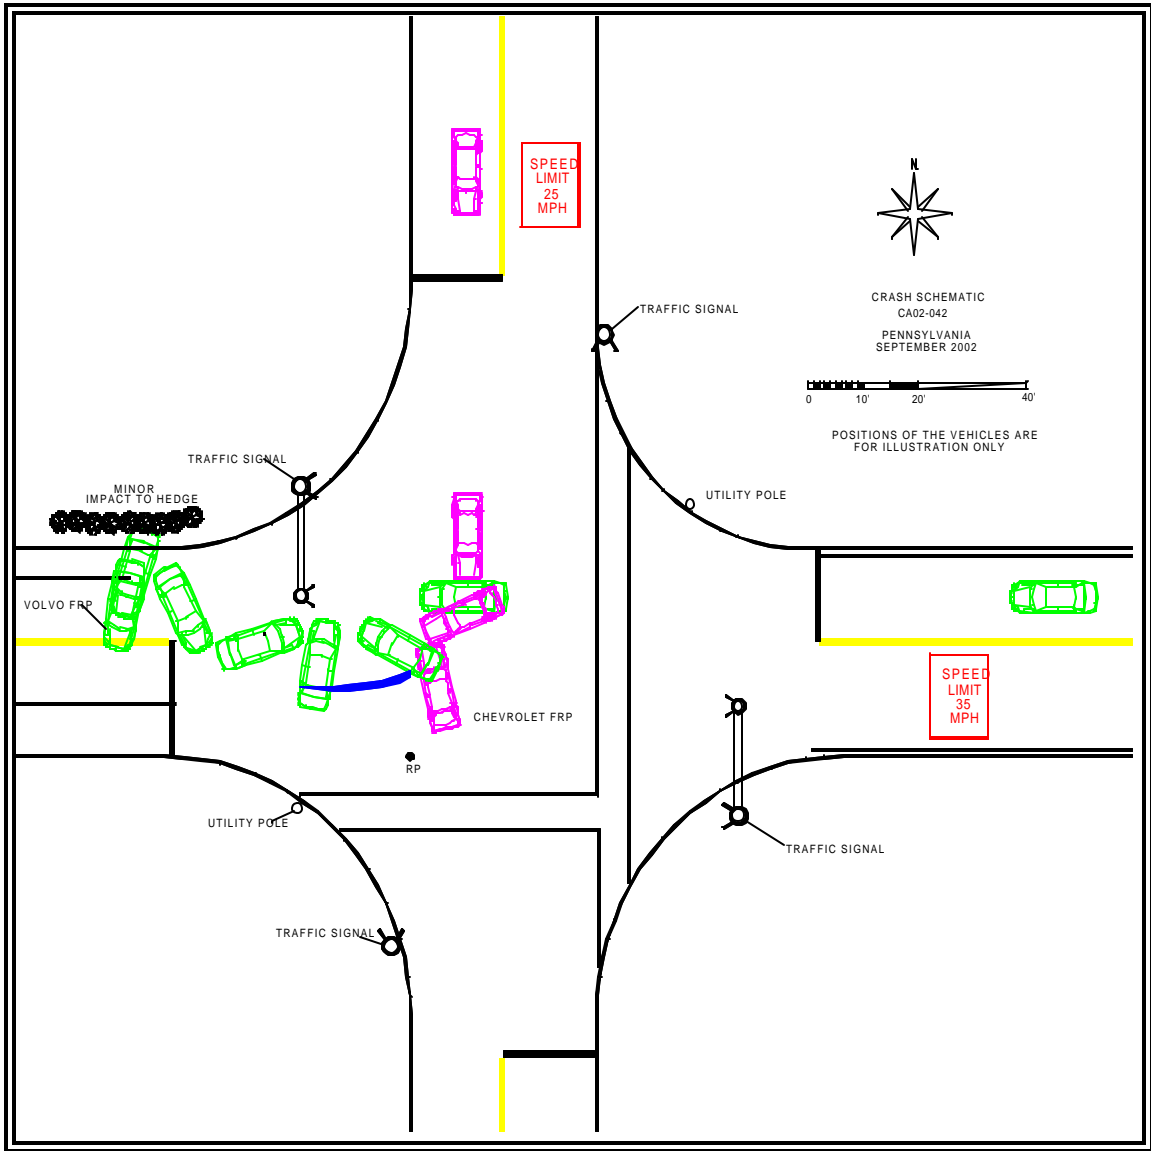 SPEED
LIMIT
25
MPH
N
CRASH SCHEMATIC
CA02-042
PENNSYLVANIA
SEPTEMBER 2002
0 10' 20' 40'
POSITIONS OF THE VEHICLES ARE
FOR ILLUSTRATION ONLY
TRAFFIC SIGNAL
TRAFFIC SIGNAL
MINOR
IMPACT TO HEDGE
UTILITY POLE
VOLVO FRP
SPEED
LIMIT
35
MPH
CHEVROLET FRP
RP
UTILITY POLE
TRAFFIC SIGNAL
TRAFFIC SIGNAL